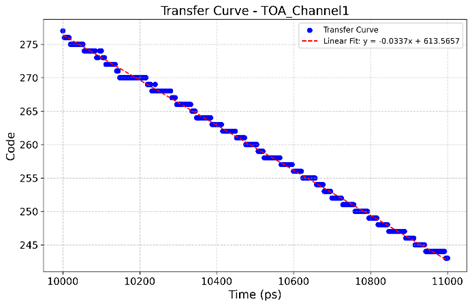 Transfer Curve - TOA_Channel1
Transfer Curve
Linear Fit: y = -0.0337x + 613.5657
Code
275
270
265
260
255
250
245
10000
10200
10400
10600
10800
11000
Time (ps)